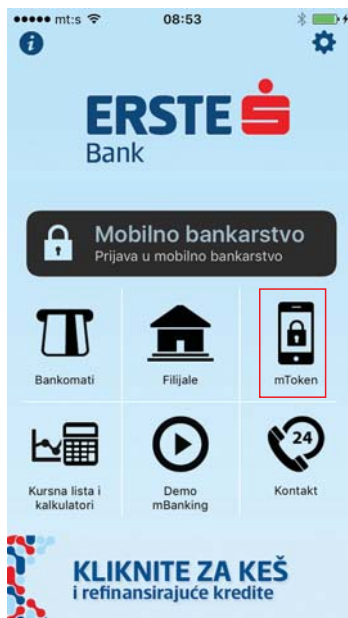 mt:s 08:53
ERSTE
Bank
Mobilno bankarstvo
Prijava u mobilno bankarstvo
Bankomati Filijale mToken
24
Kursna lista i Demo Kontakt
kalkulatori mBanking
KLIKNITE ZA KEŠ
i refinansirajuće kredite